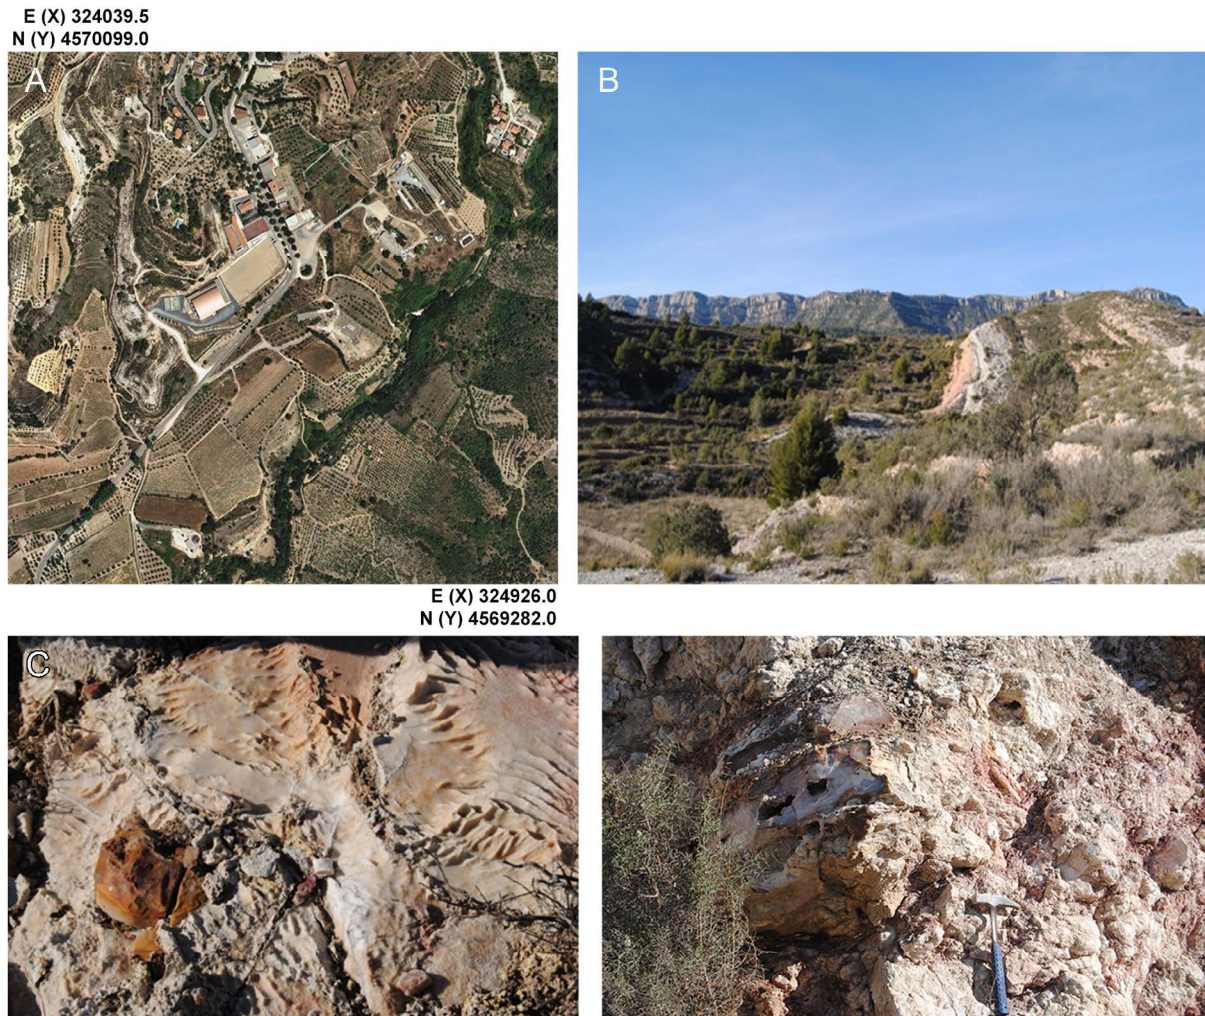 E (X) 324039.5
N (Y) 4570099.0
A
B
E (X) 324926.0
N (Y) 4569282.0
C